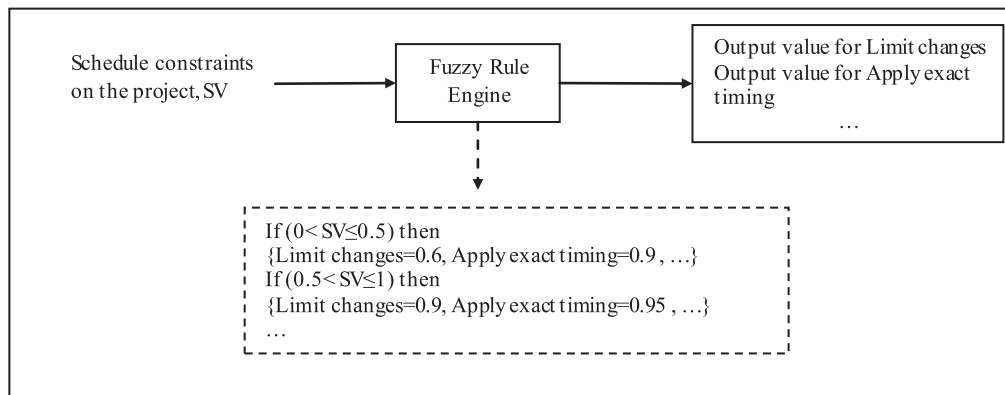 Schedule constraints
on the project, SV
Fuzzy Rule
Engine
Output value for Limit changes
Output value for Apply exact
timing
…
If (0< SV≤0.5) then
{Limit changes=0.6, Apply exact timing=0.9 , …}
If (0.5< SV≤1) then
{Limit changes=0.9, Apply exact timing=0.95 , …}
…